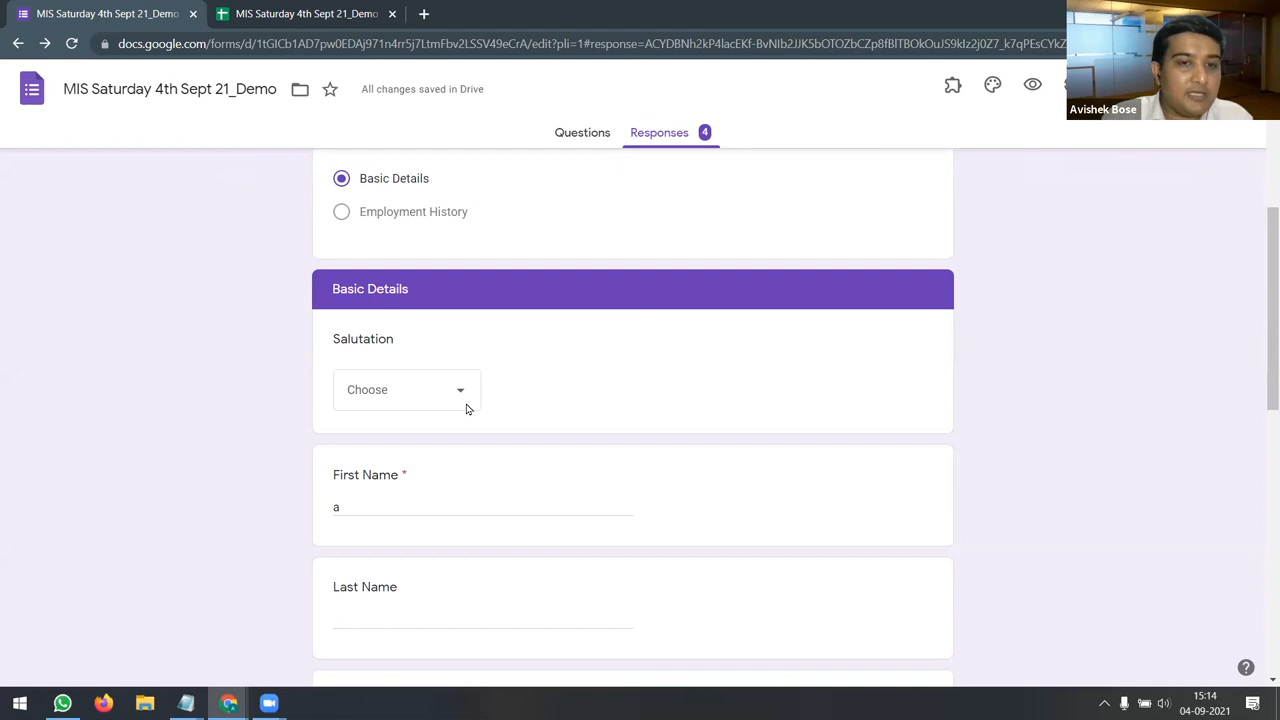 MIS Saturday 4th Sept 21_Demo
MIS Saturday 4th Sept 21_Demo
MIS Saturday 4th Sept 21_Demo
All changes saved in Drive
Avishek Bose
Questions
Responses 4
Basic Details
Employment History
Basic Details
Salutation
Choose
First Name *
a
Last Name
?
15:14
04-09-2021